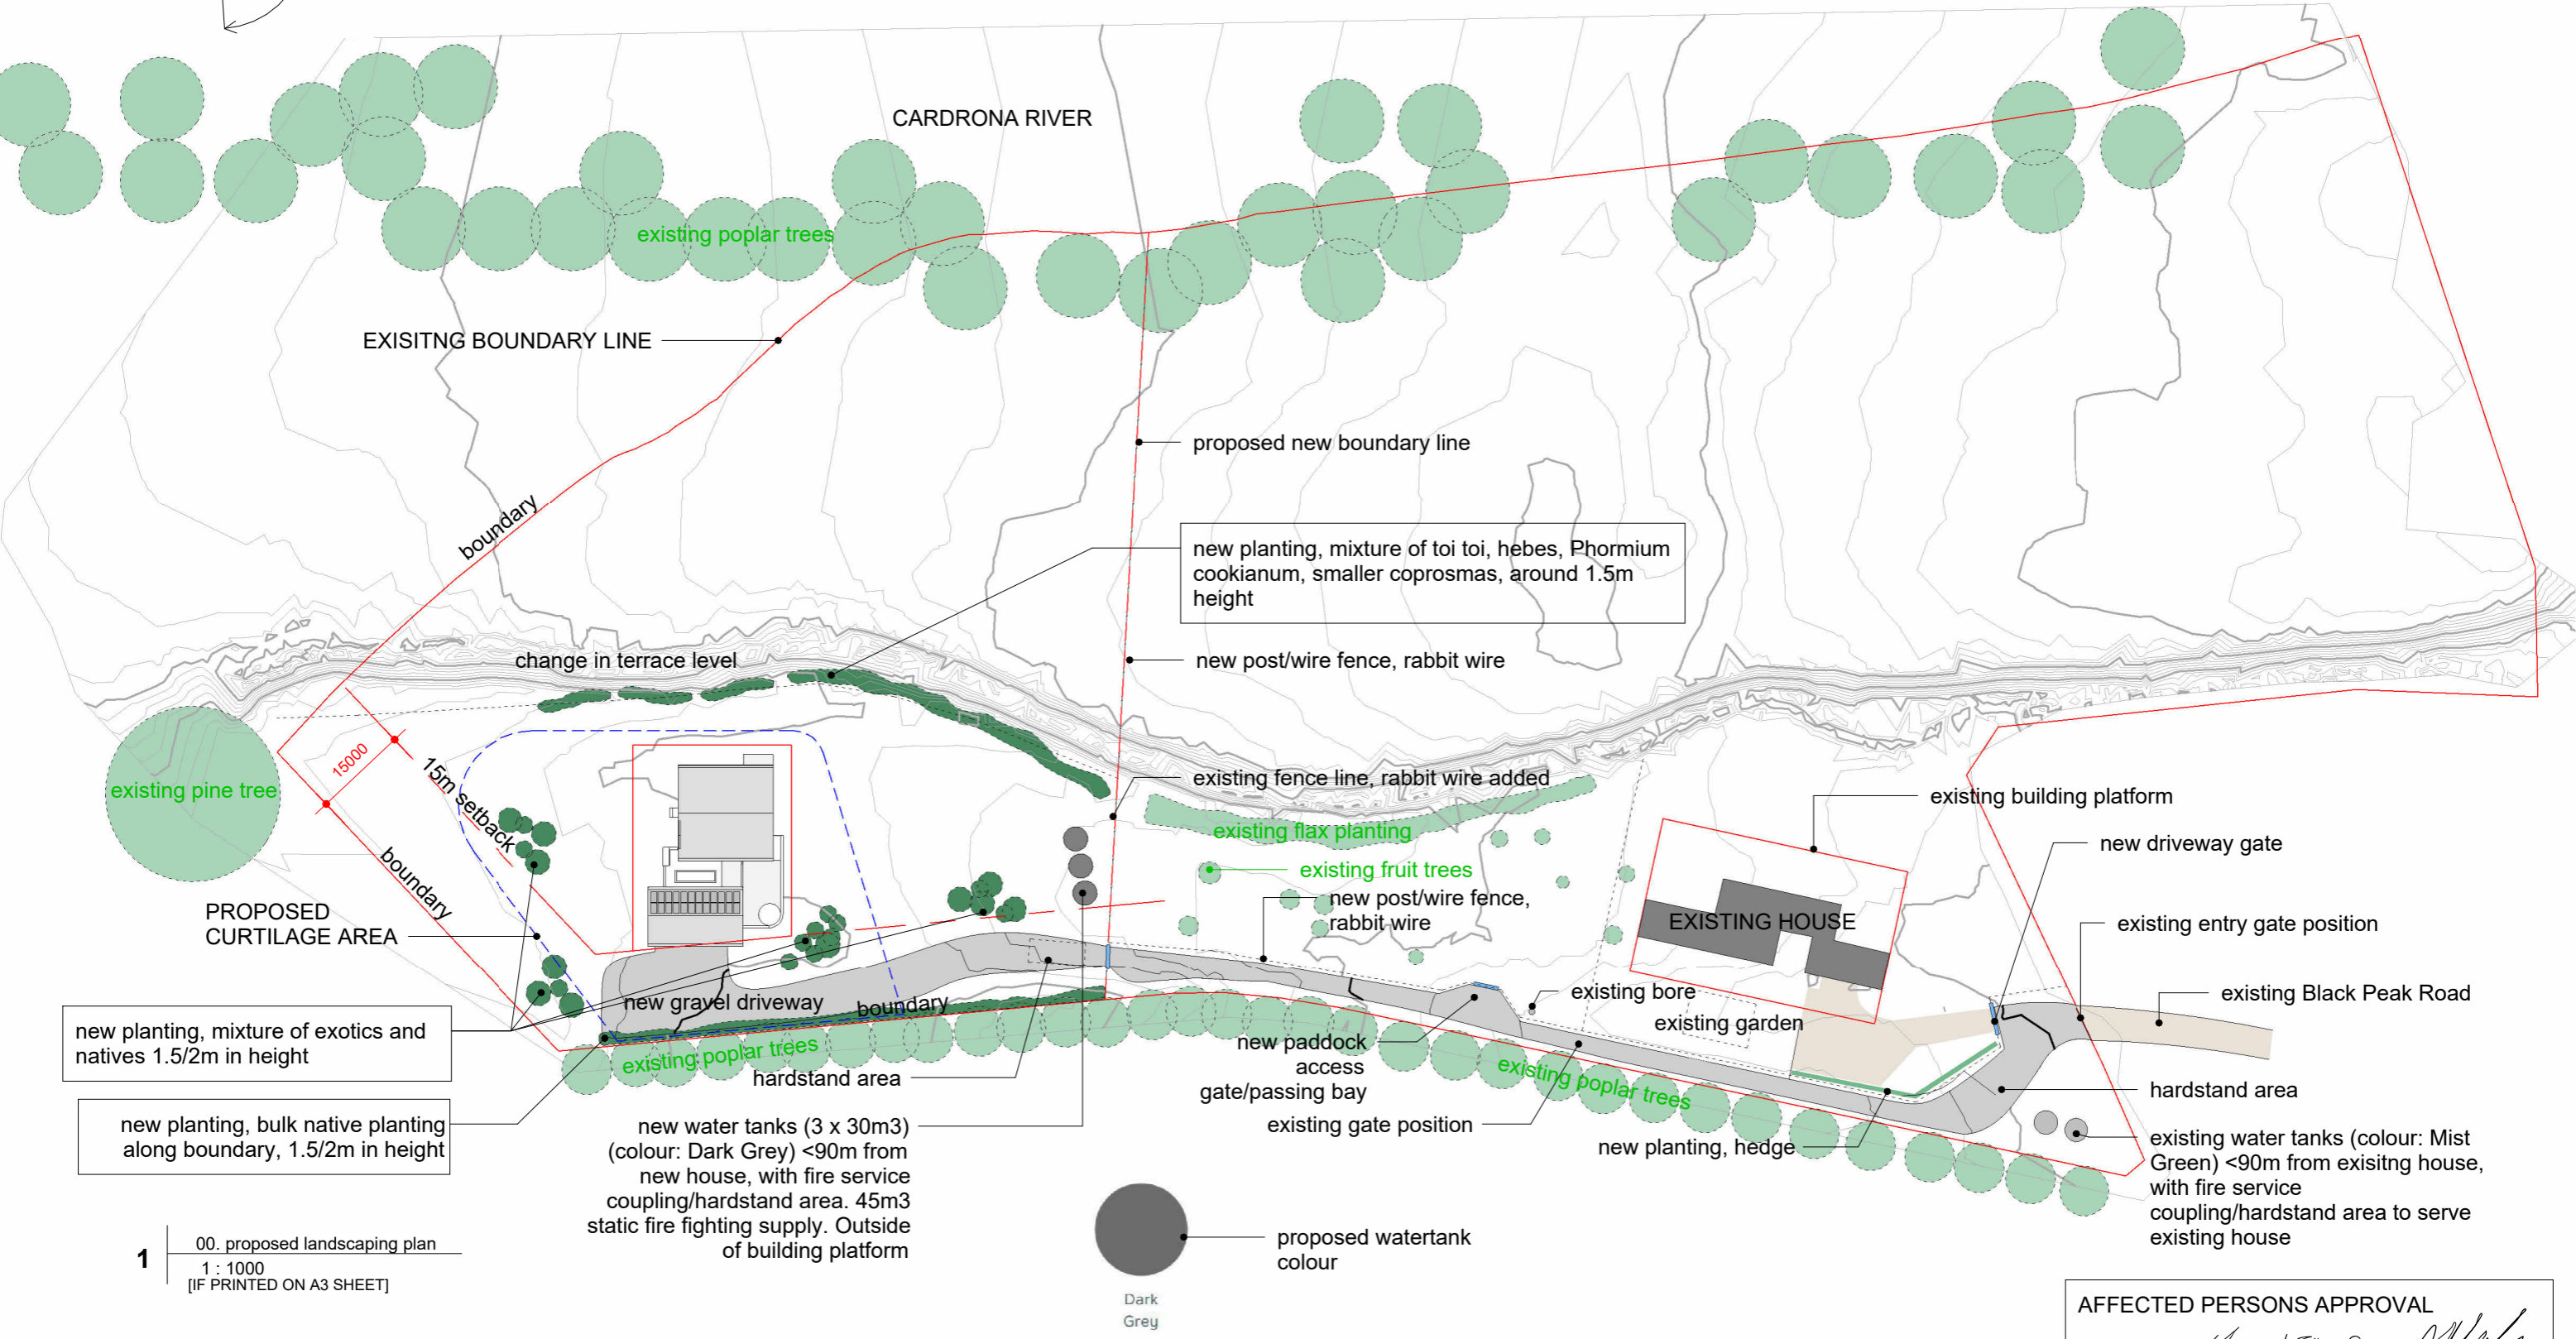 CARDRONA RIVER
existing poplar trees
EXISITNG BOUNDARY LINE
proposed new boundary line
boundary
new planting, mixture of toi toi, hebes, Phormium
cookianum, smaller coprosmas, around 1.5m
height
change in terrace level
new post/wire fence, rabbit wire
15000
15m setback
existing pine tree
existing fence line, rabbit wire added
existing building platform
existing flax planting
new driveway gate
existing fruit trees
new post/wire fence,
rabbit wire
boundary
PROPOSED
CURTILAGE AREA
EXISTING HOUSE
existing entry gate position
existing bore
existing Black Peak Road
new gravel driveway
boundary
existing garden
new planting, mixture of exotics and
natives 1.5/2m in height
existing poplar trees
new paddock
access
gate/passing bay
existing poplar trees
hardstand area
hardstand area
new planting, bulk native planting
along boundary, 1.5/2m in height
new water tanks (3 x 30m3)
(colour: Dark Grey) <90m from
new house, with fire service
coupling/hardstand area. 45m3
static fire fighting supply. Outside
of building platform
existing gate position
new planting, hedge
existing water tanks (colour: Mist
Green) <90m from exisitng house,
with fire service
coupling/hardstand area to serve
existing house
proposed watertank
colour
Dark
Grey
1
00. proposed landscaping plan
1 : 1000
[IF PRINTED ON A3 SHEET]
AFFECTED PERSONS APPROVAL